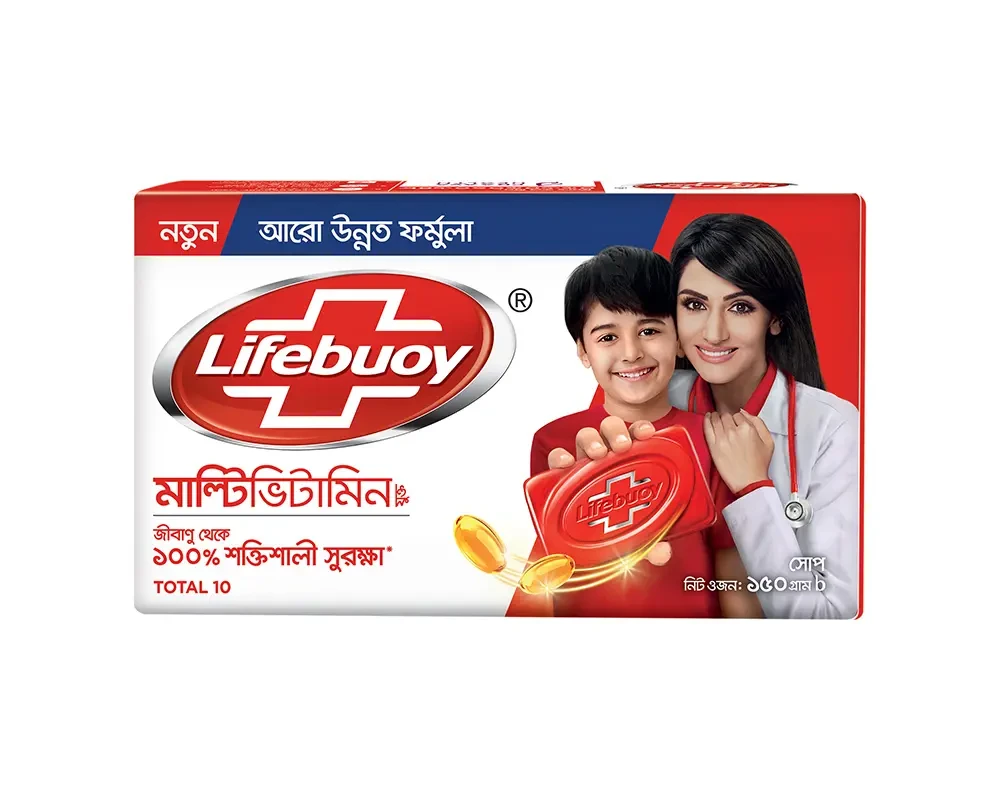 নতুন
আরো উন্নত ফর্মুলা
Lifebuoy
®
মাল্টিভিটামিন
জীবাণু থেকে
১০০% শক্তিশালী সুরক্ষা*
TOTAL 10
Lifebuoy
সোপ
নিট ওজন: ১৫০ গ্রাম b